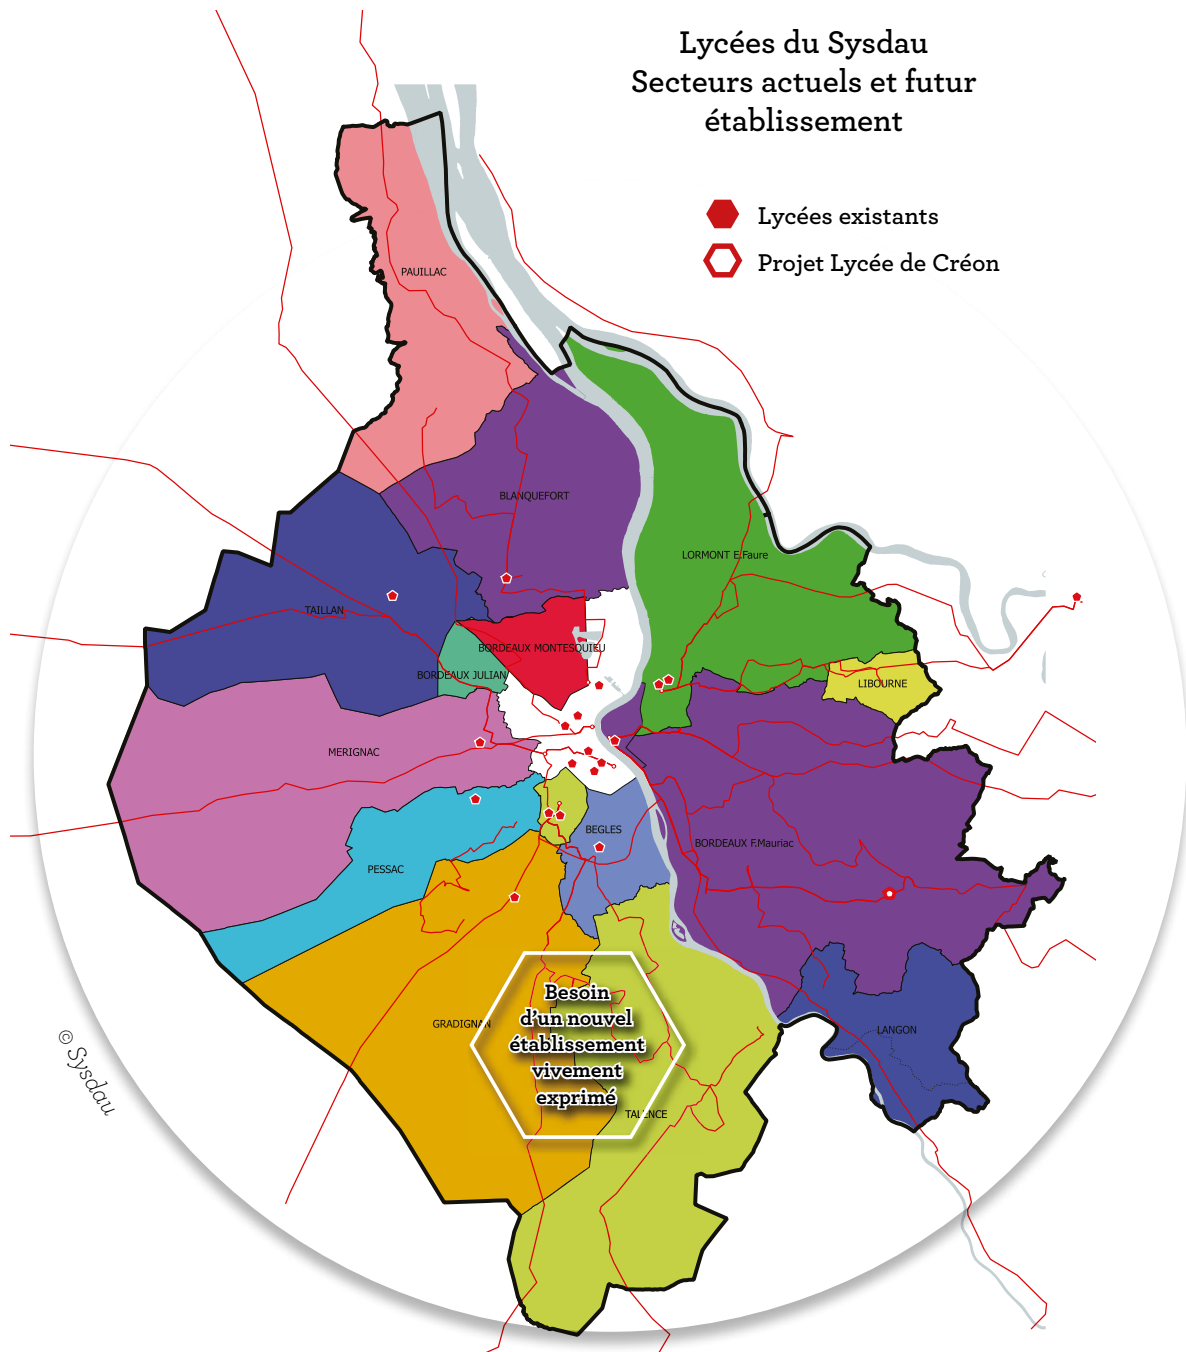 Lycées du Sysdau
Secteurs actuels et futur
établissement
Lycées existants
Projet Lycée de Créon
PAUILLAC
BLANQUEFORT
LORMONT E.Faure
TAILLAN
BORDEAUX MONTESQUIEU
BORDEAUX JULIAN
LIBOURNE
MERIGNAC
BEGLES
BORDEAUX F.Mauriac
PESSAC
Besoin
d'un nouvel
établissement
vivement
exprimé
GRADIGNAN
LANGON
TALENCE
© Sysdau